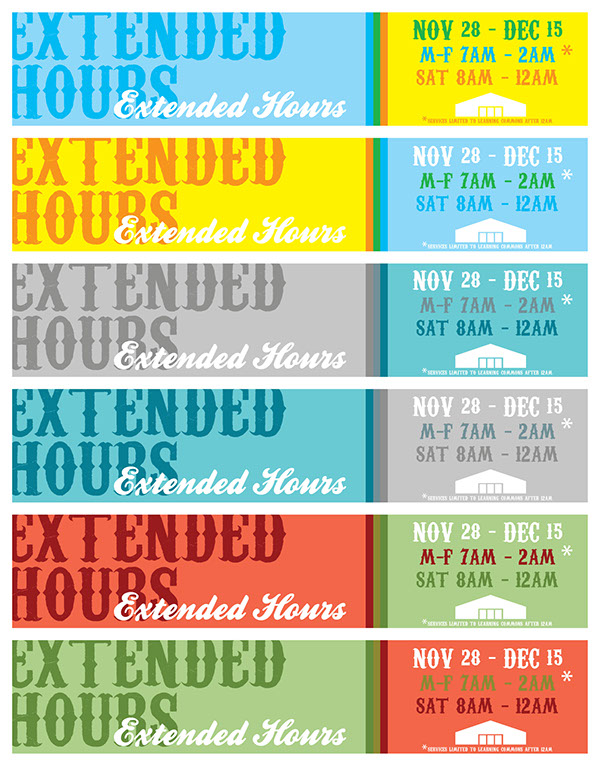 EXTENDED
HOURS
Extended Hours
NOV 28 - DEC 15
M-F 7AM - 2AM *
SAT 8AM - 12AM
*SERVICES LIMITED TO LEARNING COMMONS AFTER 12AM.
EXTENDED
HOURS
Extended Hours
NOV 28 - DEC 15
M-F 7AM - 2AM *
SAT 8AM - 12AM
*SERVICES LIMITED TO LEARNING COMMONS AFTER 12AM.
EXTENDED
HOURS
Extended Hours
NOV 28 - DEC 15
M-F 7AM - 2AM *
SAT 8AM - 12AM
*SERVICES LIMITED TO LEARNING COMMONS AFTER 12AM.
EXTENDED
HOURS
Extended Hours
NOV 28 - DEC 15
M-F 7AM - 2AM *
SAT 8AM - 12AM
*SERVICES LIMITED TO LEARNING COMMONS AFTER 12AM.
EXTENDED
HOURS
Extended Hours
NOV 28 - DEC 15
M-F 7AM - 2AM *
SAT 8AM - 12AM
*SERVICES LIMITED TO LEARNING COMMONS AFTER 12AM.
EXTENDED
HOURS
Extended Hours
NOV 28 - DEC 15
M-F 7AM - 2AM *
SAT 8AM - 12AM
*SERVICES LIMITED TO LEARNING COMMONS AFTER 12AM.